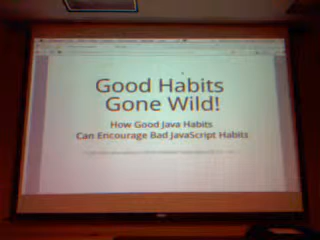 Good Habits
Gone Wild!
How Good Java Habits
Can Encourage Bad JavaScript Habits